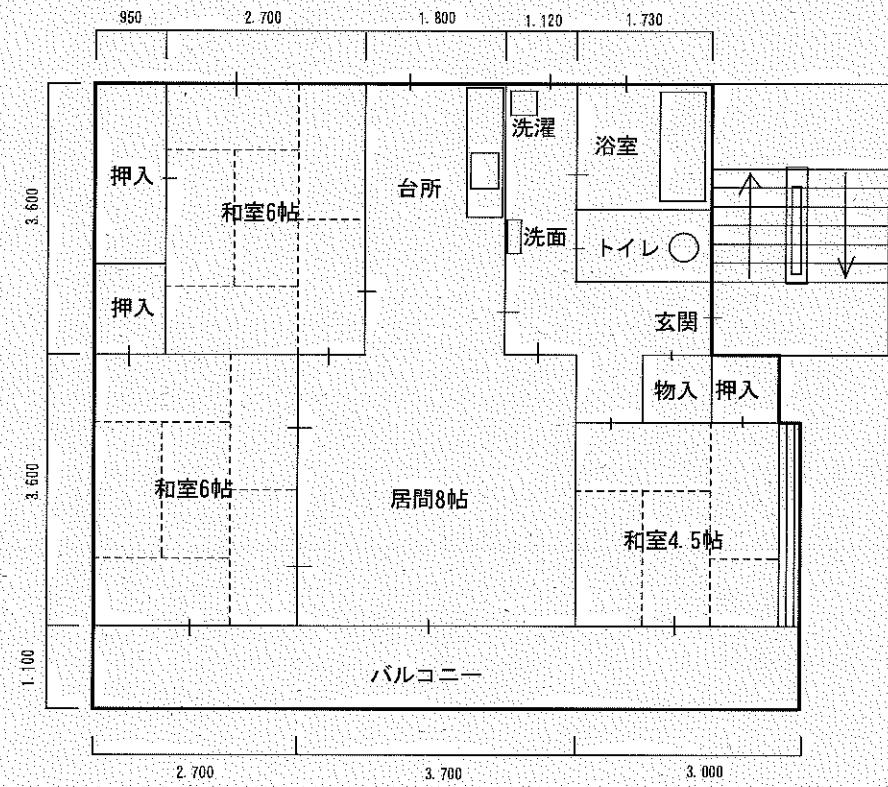 950
2.700
1.800
1.120
1.730
洗濯
浴室
押入
台所
3.600
和室6帖
洗面
トイレ
押入
玄関
物入
押入
3.600
和室6帖
居間8帖
和室4.5帖
1.100
バルコニー
2.700
3.700
3.000